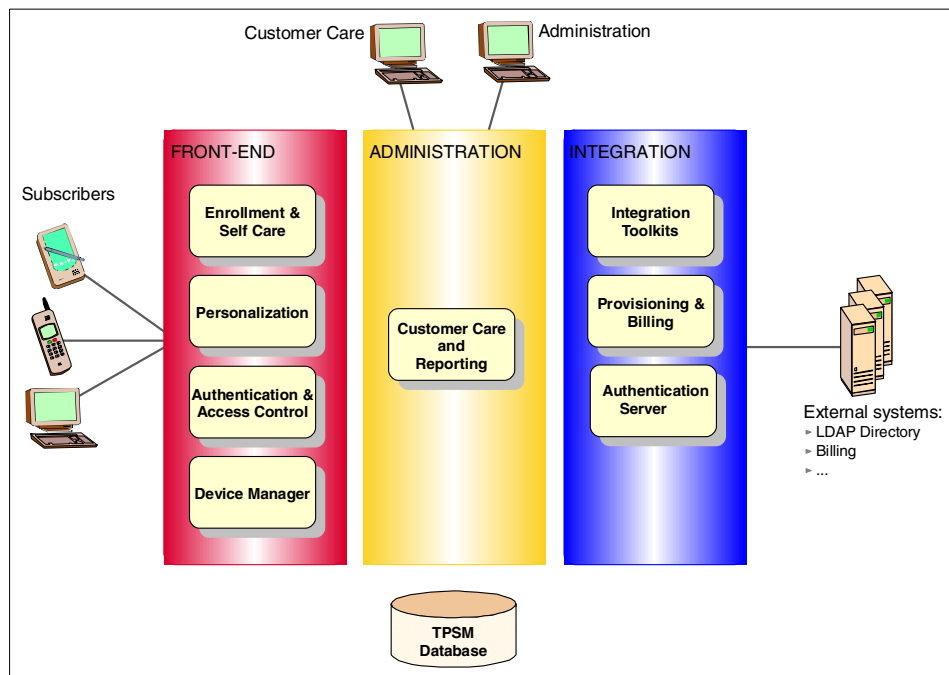 Customer Care
Administration
FRONT-END
ADMINISTRATION
INTEGRATION
Subscribers
Enrollment &
Self Care
Personalization
Authentication &
Access Control
Device Manager
Customer Care
and
Reporting
Integration
Toolkits
Provisioning &
Billing
Authentication
Server
External systems:
LDAP Directory
Billing
...
TPSM
Database